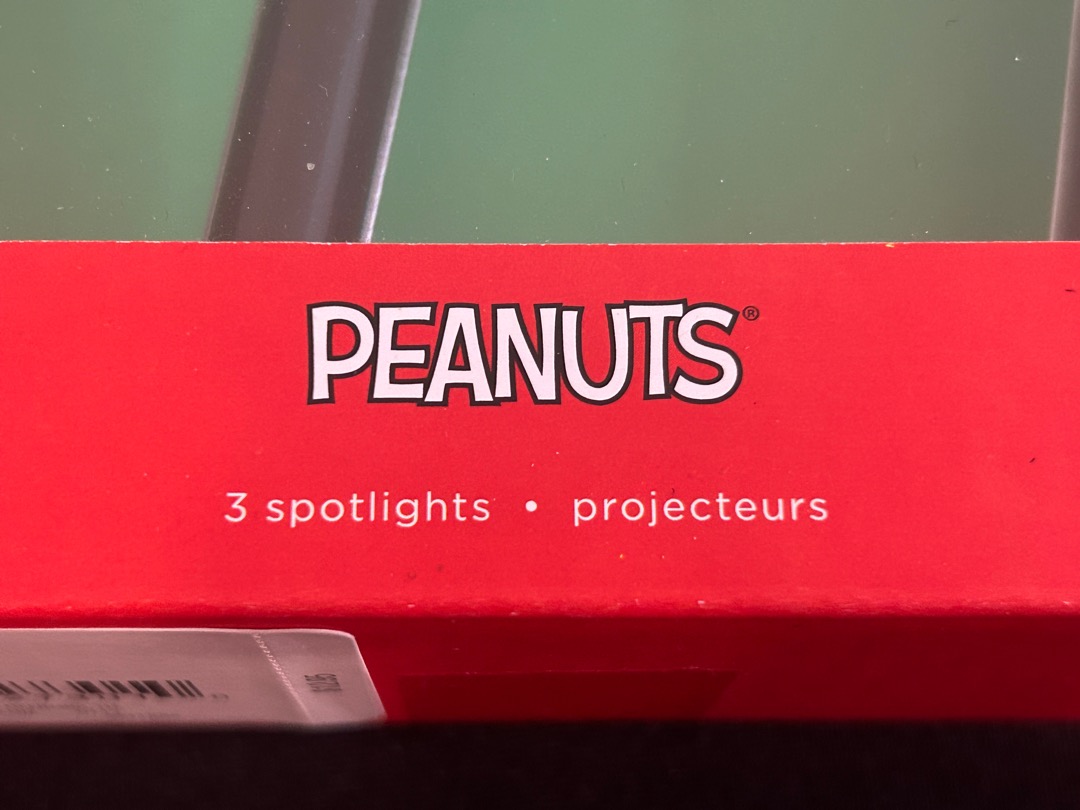 PEANUTS®
3 spotlights • projecteurs